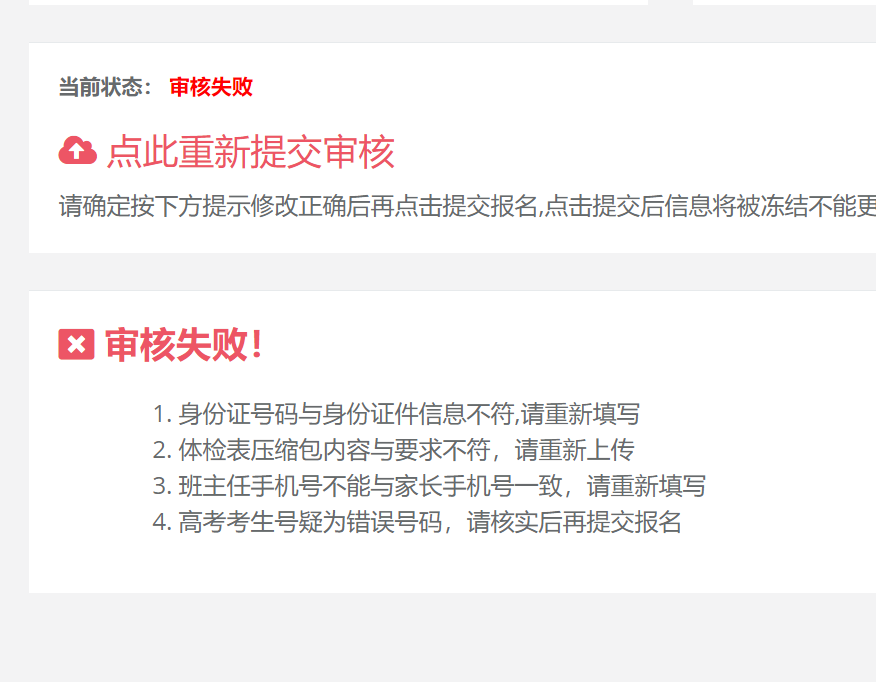 当前状态： 审核失败
点此重新提交审核
请确定按下方提示修改正确后再点击提交报名,点击提交后信息将被冻结不能更
审核失败！
1. 身份证号码与身份证件信息不符,请重新填写
2. 体检表压缩包内容与要求不符，请重新上传
3. 班主任手机号不能与家长手机号一致，请重新填写
4. 高考考生号疑为错误号码，请核实后再提交报名